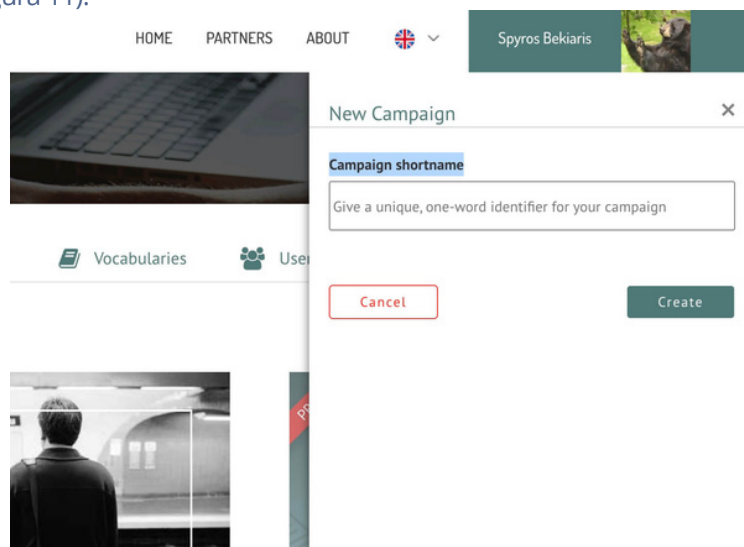 HOME PARTNERS ABOUT Spyros Bekiaris
New Campaign ×
Campaign shortname
Give a unique, one-word identifier for your campaign
Vocabularies
Cancel Create